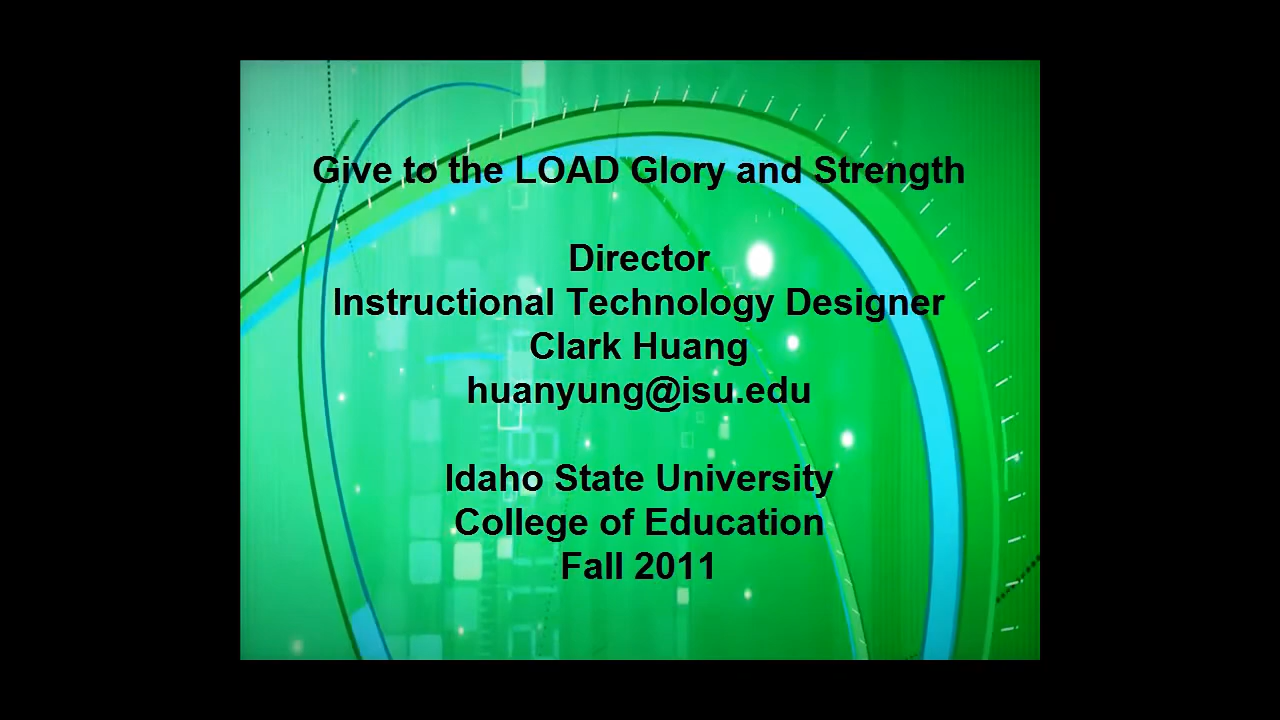 Give to the LOAD Glory and Strength
Director
Instructional Technology Designer
Clark Huang
huanyung@isu.edu
Idaho State University
College of Education
Fall 2011